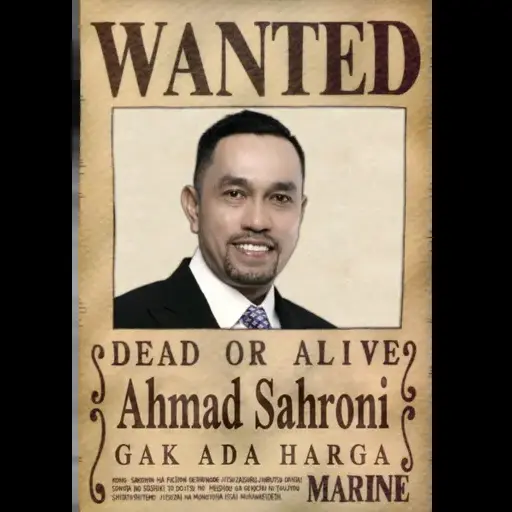 WANTED
DEAD OR ALIVE
Ahmad Sahroni
GAK ADA HARGA
MARINE